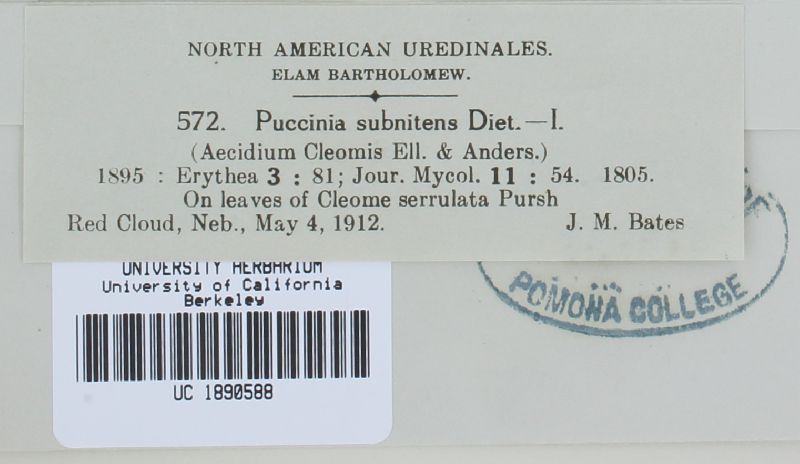 NORTH AMERICAN UREDINALES.
ELAM BARTHOLOMEW.
572. Puccinia subnitens Diet.—I.
(Aecidium Cleomis Ell. & Anders.)
1895 : Erythea 3 : 81; Jour. Mycol. 11 : 54. 1805.
On leaves of Cleome serrulata Pursh
Red Cloud, Neb., May 4, 1912. J. M. Bates
UNIVERSITY HERBARIUM
University of California
Berkeley
UC 1890588
POMONA COLLEGE